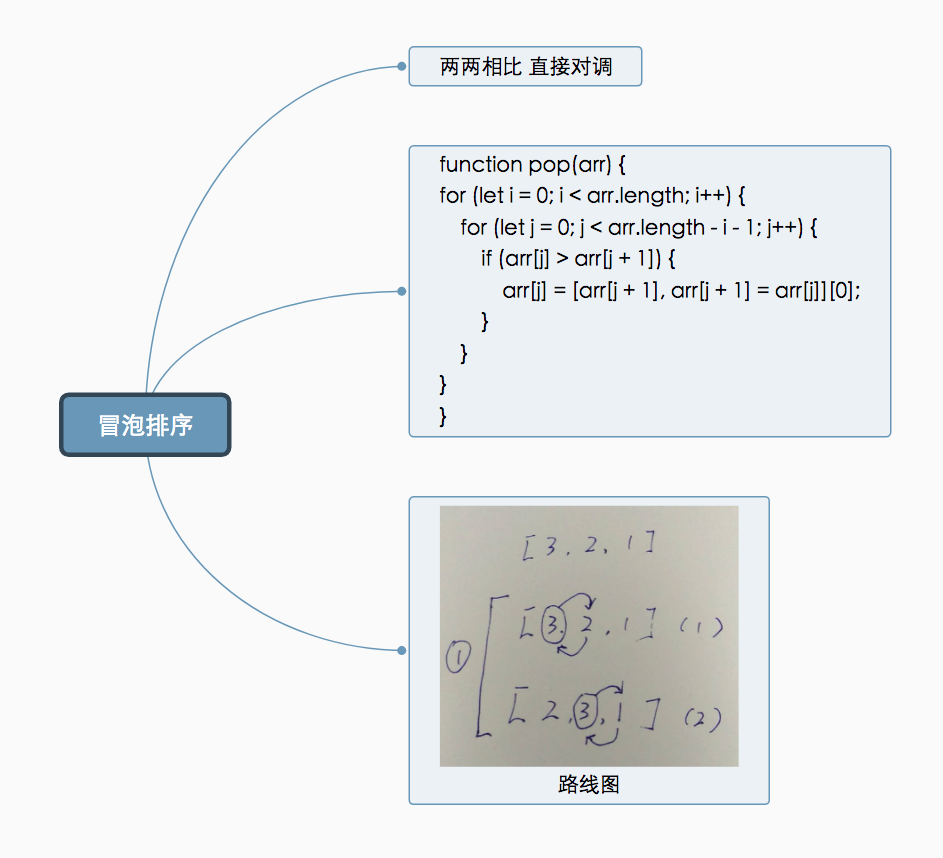 两两相比 直接对调
function pop(arr) {
for (let i = 0; i < arr.length; i++) {
for (let j = 0; j < arr.length - i - 1; j++) {
if (arr[j] > arr[j + 1]) {
arr[j] = [arr[j + 1], arr[j + 1] = arr[j]][0];
}
}
}
}
冒泡排序
[3, 2, 1]
① [3, 2, 1] (1)
[2, 3, 1] (2)
路线图